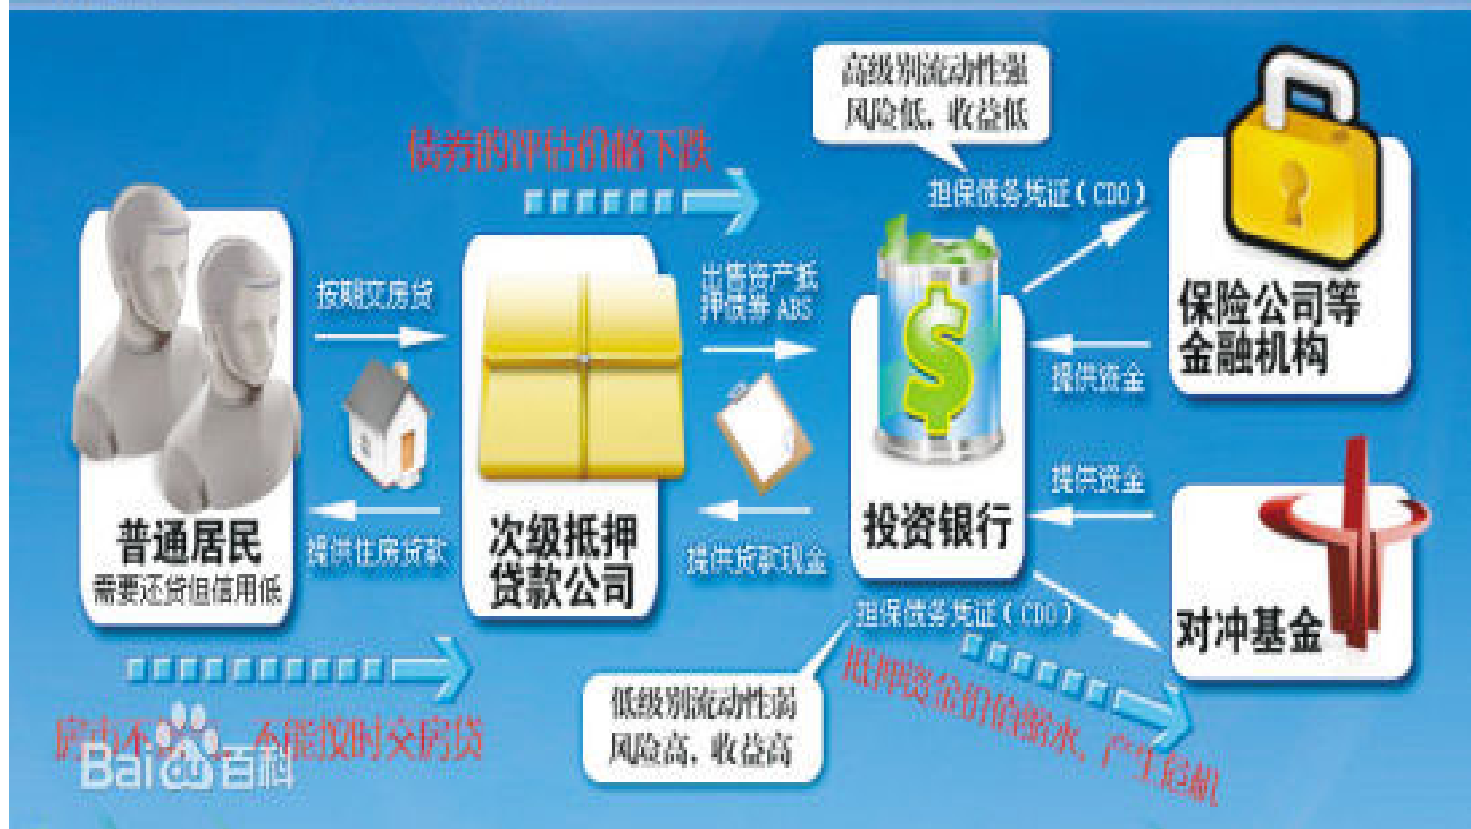 高级别流动性强
风险低，收益低
债券的评估价格下跌
担保债务凭证（CDO）
按期交房贷
出售资产抵
押债券 ABS
保险公司等
金融机构
提供资金
提供资金
普通居民
需要还贷但信用低
提供住房贷款
次级抵押
贷款公司
提供贷款现金
投资银行
担保债务凭证（CDO）
对冲基金
抵押资金价值缩水，产生危机
低级别流动性弱
风险高，收益高
房市不 不能按时交房贷
Bai 百科